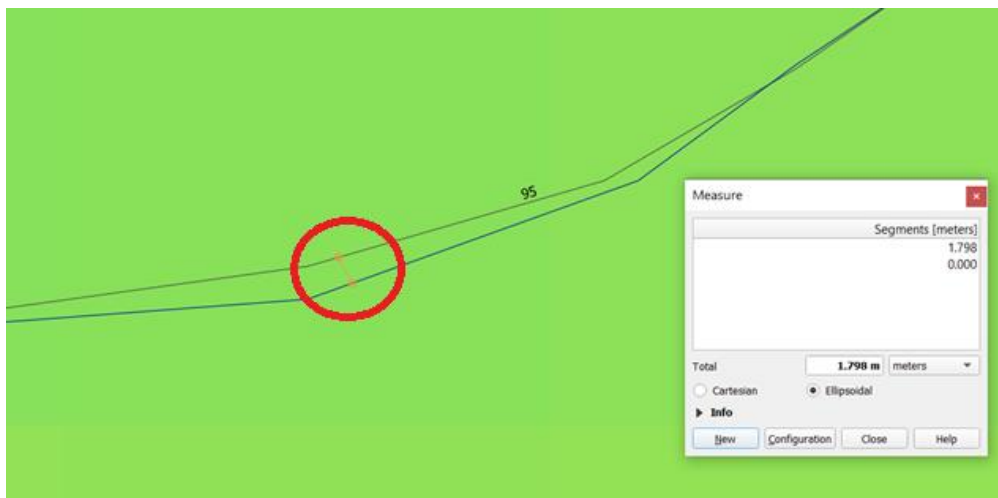 95
Measure
Segments [meters]
1.798
0.000
Total 1.798 m meters
Cartesian Ellipsoidal
Info
New Configuration Close Help